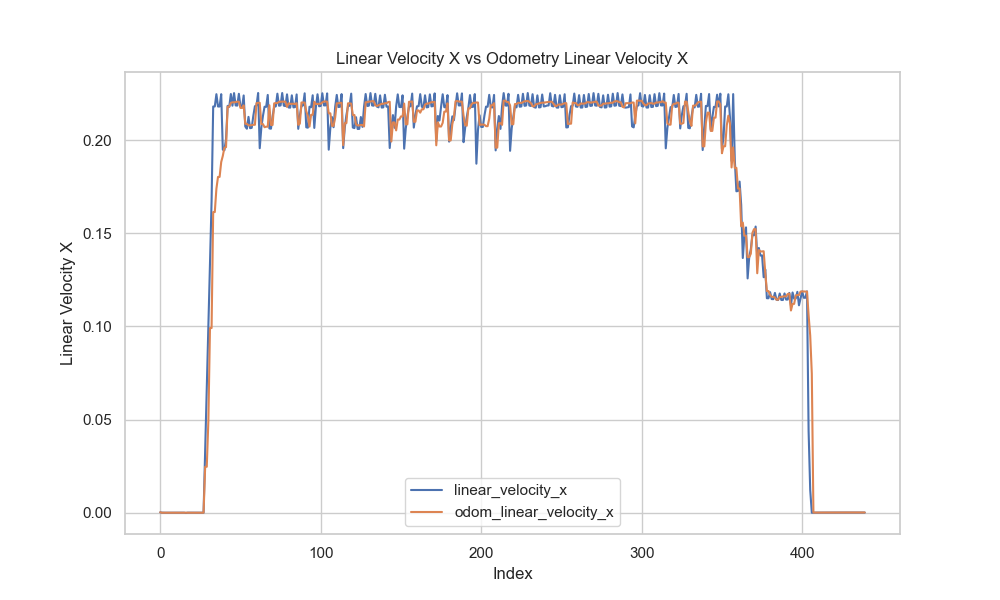 Linear Velocity X vs Odometry Linear Velocity X
Linear Velocity X
0.20
0.15
0.10
0.05
0.00
linear_velocity_x
odom_linear_velocity_x
0 100 200 300 400
Index